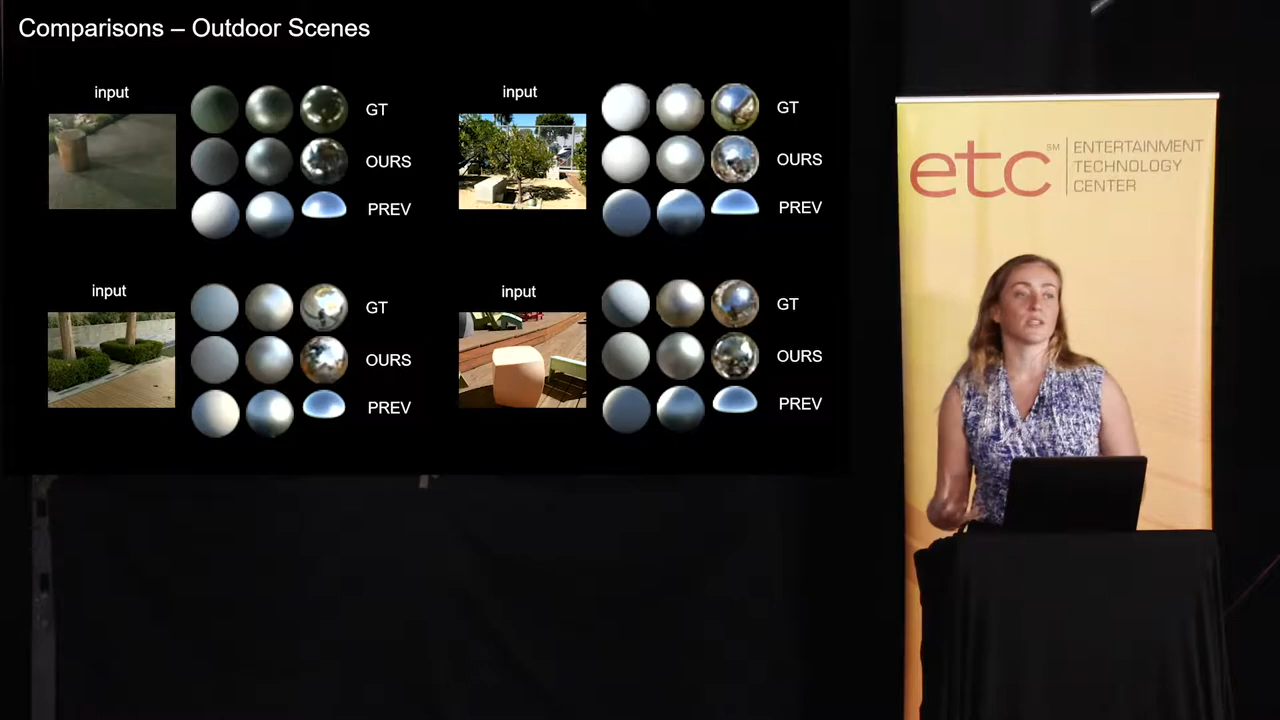 Comparisons – Outdoor Scenes
input
GT
OURS
PREV
input
GT
OURS
PREV
input
GT
OURS
PREV
input
GT
OURS
PREV
etc SM
ENTERTAINMENT
TECHNOLOGY
CENTER